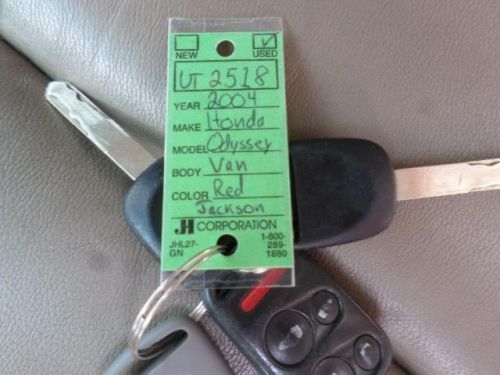 NEW USED
UT 2518
YEAR 2004
MAKE Honda
MODEL Odyssey
BODY Van
COLOR Red
Jackson
JH CORPORATION
JHL27-GN 1-800-289-1680